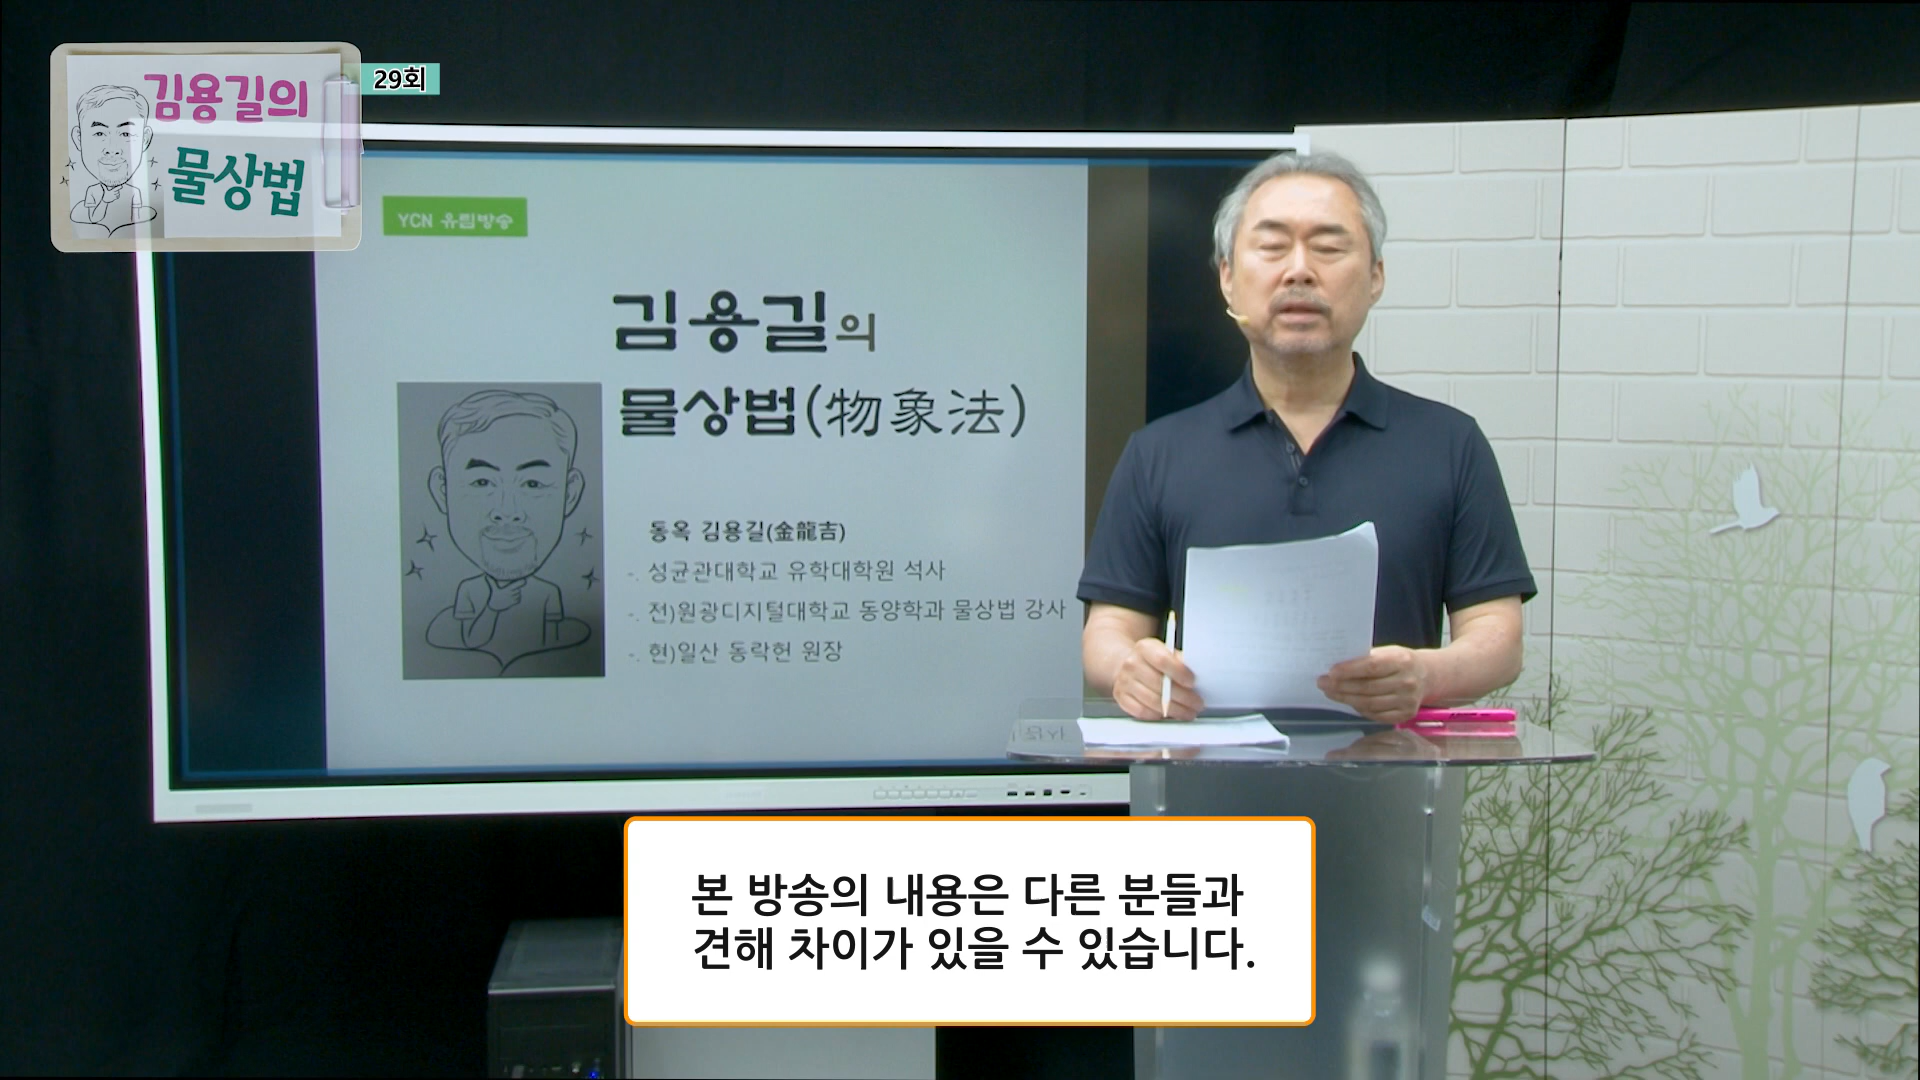 김용길의
물상법
29회
YCN 유림방송
김용길의
물상법(物象法)
동옥 김용길(金龍吉)
-. 성균관대학교 유학대학원 석사
-. 전)원광디지털대학교 동양학과 물상법 강사
-. 현)일산 동락헌 원장
본 방송의 내용은 다른 분들과
견해 차이가 있을 수 있습니다.